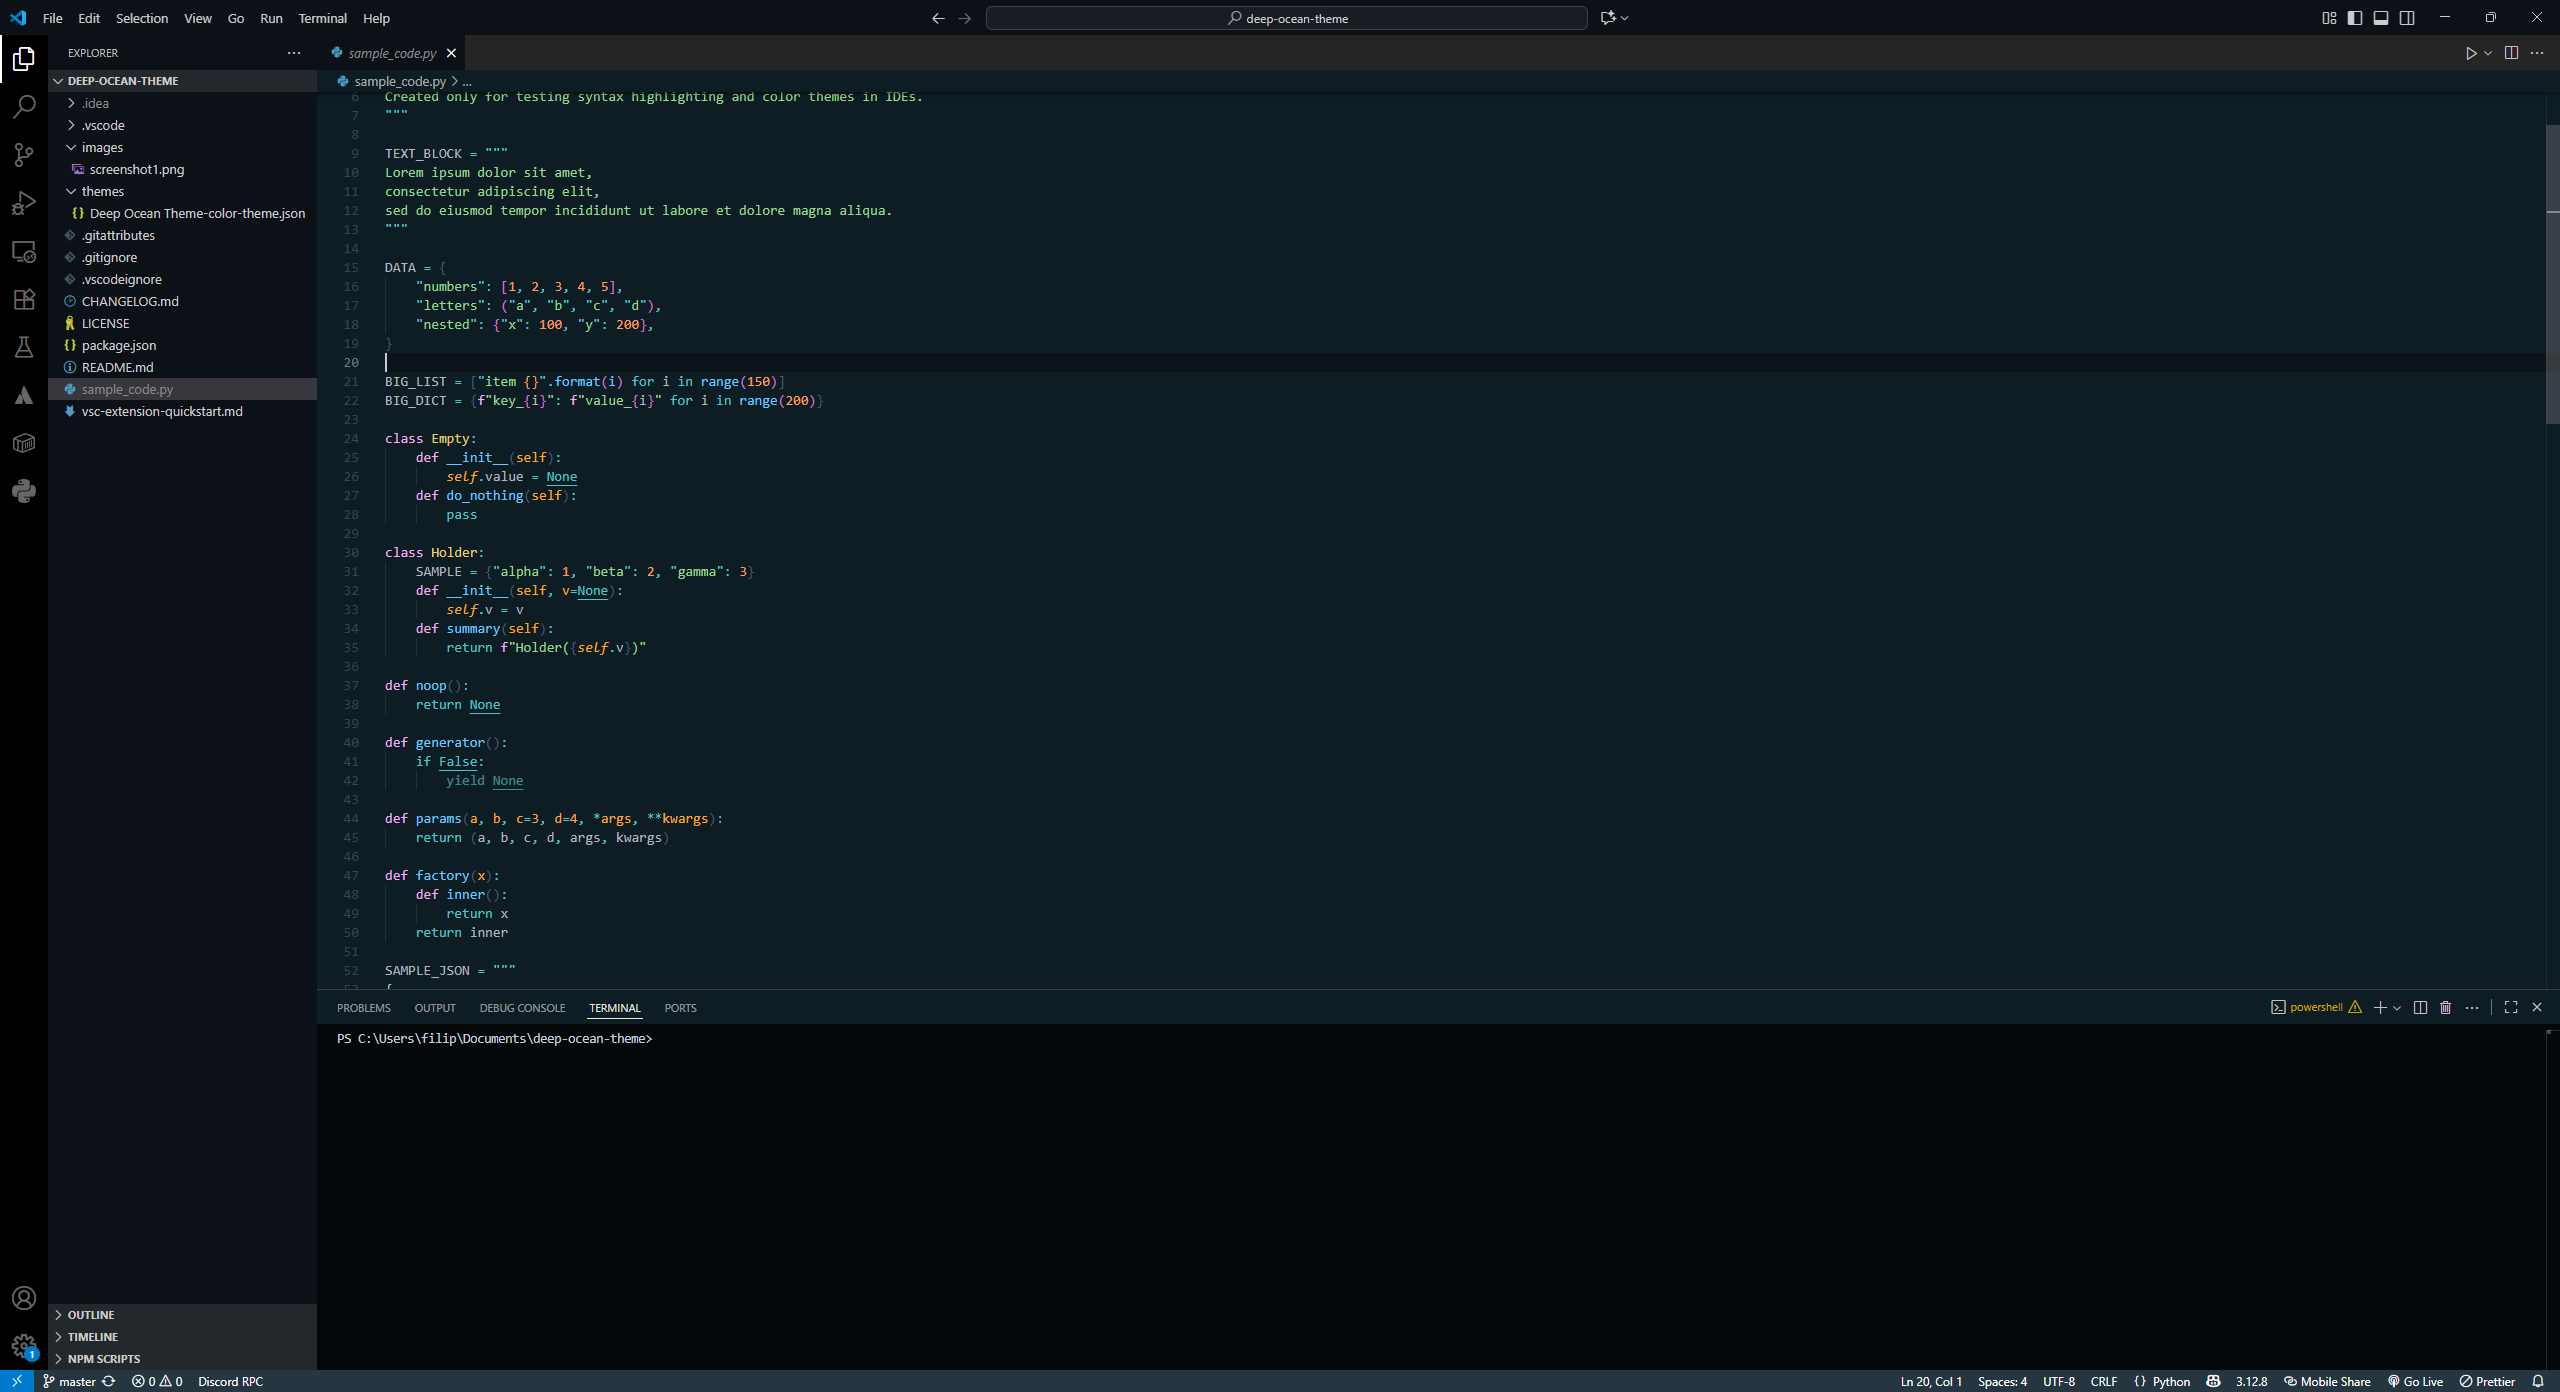 File Edit Selection View Go Run Terminal Help
deep-ocean-theme
EXPLORER
DEEP-OCEAN-THEME
.idea
.vscode
images
screenshot1.png
themes
Deep Ocean Theme-color-theme.json
.gitattributes
.gitignore
.vscodeignore
CHANGELOG.md
LICENSE
package.json
README.md
sample_code.py
vsc-extension-quickstart.md
OUTLINE
TIMELINE
NPM SCRIPTS
sample_code.py
sample_code.py > ...
6 Created only for testing syntax highlighting and color themes in IDEs.
7 """
8
9 TEXT_BLOCK = """
10 Lorem ipsum dolor sit amet,
11 consectetur adipiscing elit,
12 sed do eiusmod tempor incididunt ut labore et dolore magna aliqua.
13 """
14
15 DATA = {
16     "numbers": [1, 2, 3, 4, 5],
17     "letters": ("a", "b", "c", "d"),
18     "nested": {"x": 100, "y": 200},
19 }
20
21 BIG_LIST = ["item {}".format(i) for i in range(150)]
22 BIG_DICT = {f"key_{i}": f"value_{i}" for i in range(200)}
23
24 class Empty:
25     def __init__(self):
26         self.value = None
27     def do_nothing(self):
28         pass
29
30 class Holder:
31     SAMPLE = {"alpha": 1, "beta": 2, "gamma": 3}
32     def __init__(self, v=None):
33         self.v = v
34     def summary(self):
35         return f"Holder({self.v})"
36
37 def noop():
38     return None
39
40 def generator():
41     if False:
42         yield None
43
44 def params(a, b, c=3, d=4, *args, **kwargs):
45     return (a, b, c, d, args, kwargs)
46
47 def factory(x):
48     def inner():
49         return x
50     return inner
51
52 SAMPLE_JSON = """
53 {
PROBLEMS OUTPUT DEBUG CONSOLE TERMINAL PORTS
powershell
PS C:\Users\filip\Documents\deep-ocean-theme>
1
master 0 0 Discord RPC
Ln 20, Col 1 Spaces: 4 UTF-8 CRLF {} Python 3.12.8 Mobile Share Go Live Prettier